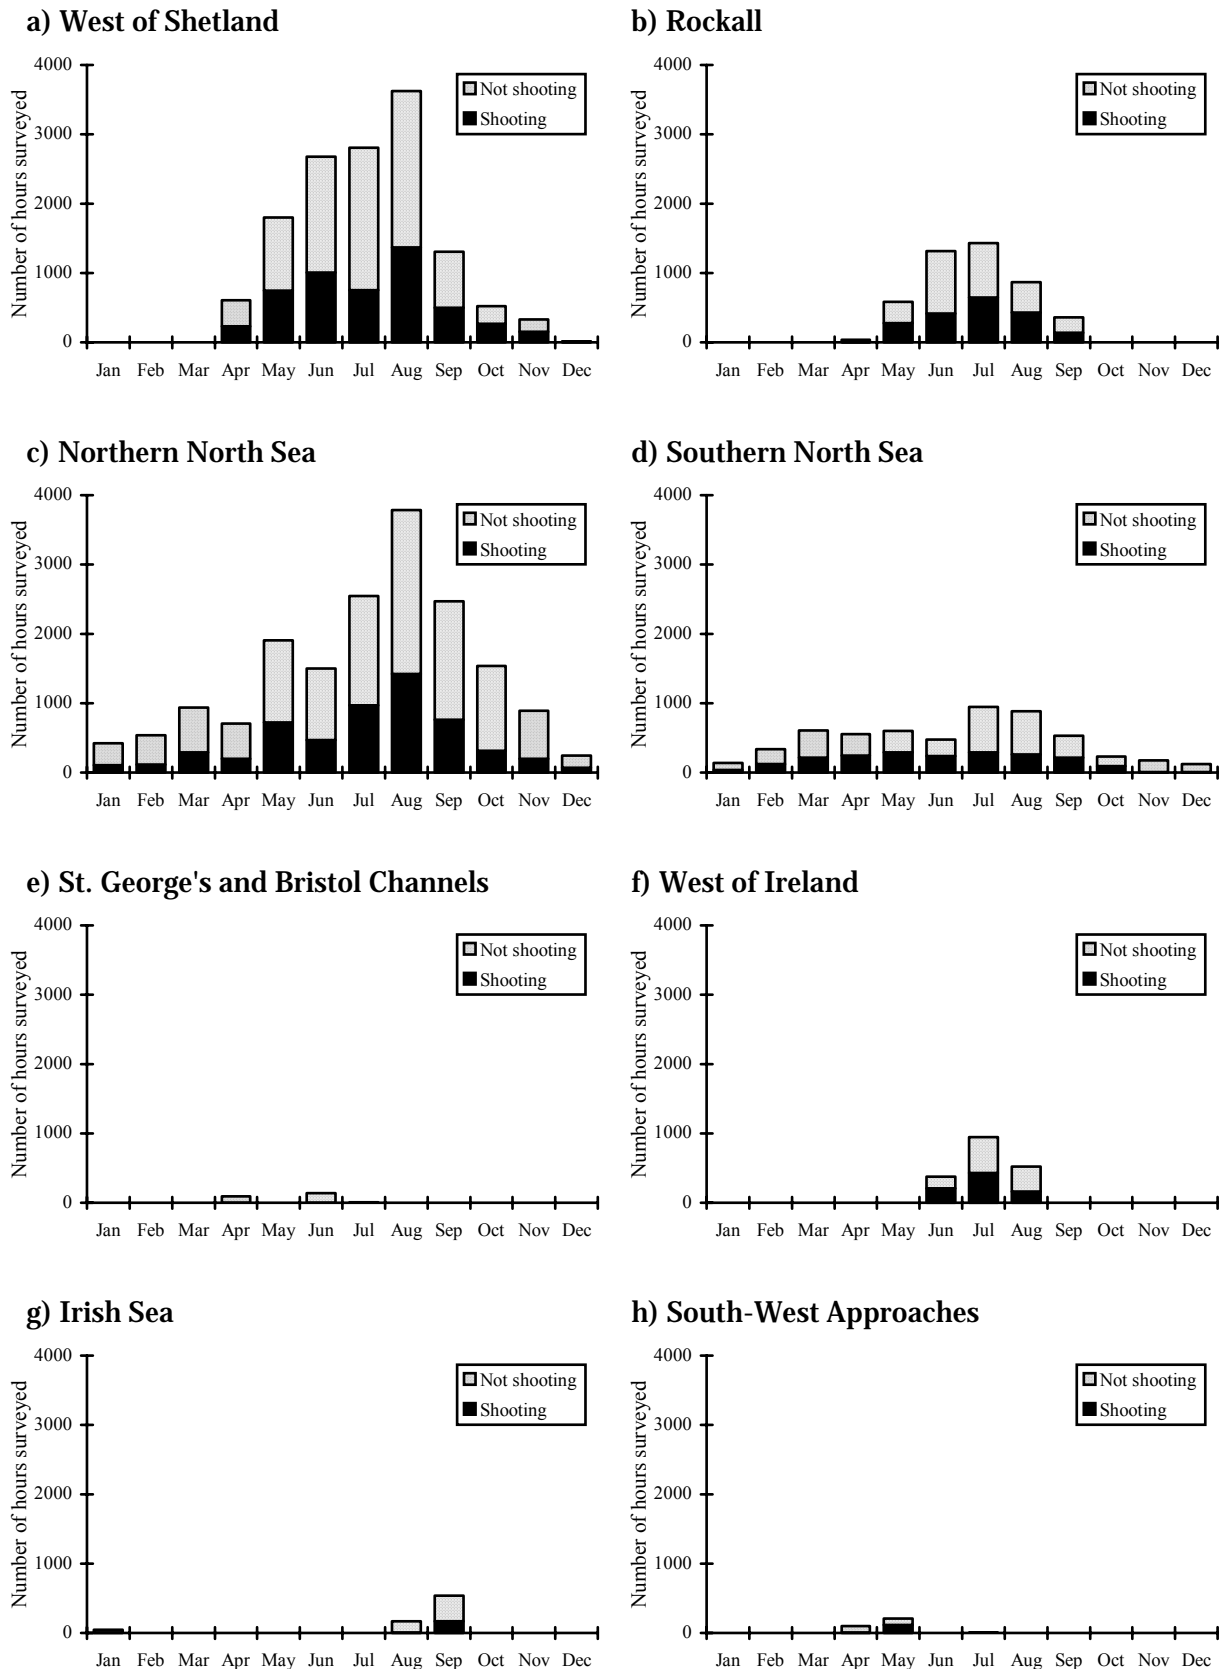 a) West of Shetland
Number of hours surveyed
4000
3000
2000
1000
0
Not shooting
Shooting
Jan Feb Mar Apr May Jun Jul Aug Sep Oct Nov Dec
b) Rockall
Number of hours surveyed
4000
3000
2000
1000
0
Not shooting
Shooting
Jan Feb Mar Apr May Jun Jul Aug Sep Oct Nov Dec
c) Northern North Sea
Number of hours surveyed
4000
3000
2000
1000
0
Not shooting
Shooting
Jan Feb Mar Apr May Jun Jul Aug Sep Oct Nov Dec
d) Southern North Sea
Number of hours surveyed
4000
3000
2000
1000
0
Not shooting
Shooting
Jan Feb Mar Apr May Jun Jul Aug Sep Oct Nov Dec
e) St. George's and Bristol Channels
Number of hours surveyed
4000
3000
2000
1000
0
Not shooting
Shooting
Jan Feb Mar Apr May Jun Jul Aug Sep Oct Nov Dec
f) West of Ireland
Number of hours surveyed
4000
3000
2000
1000
0
Not shooting
Shooting
Jan Feb Mar Apr May Jun Jul Aug Sep Oct Nov Dec
g) Irish Sea
Number of hours surveyed
4000
3000
2000
1000
0
Not shooting
Shooting
Jan Feb Mar Apr May Jun Jul Aug Sep Oct Nov Dec
h) South-West Approaches
Number of hours surveyed
4000
3000
2000
1000
0
Not shooting
Shooting
Jan Feb Mar Apr May Jun Jul Aug Sep Oct Nov Dec